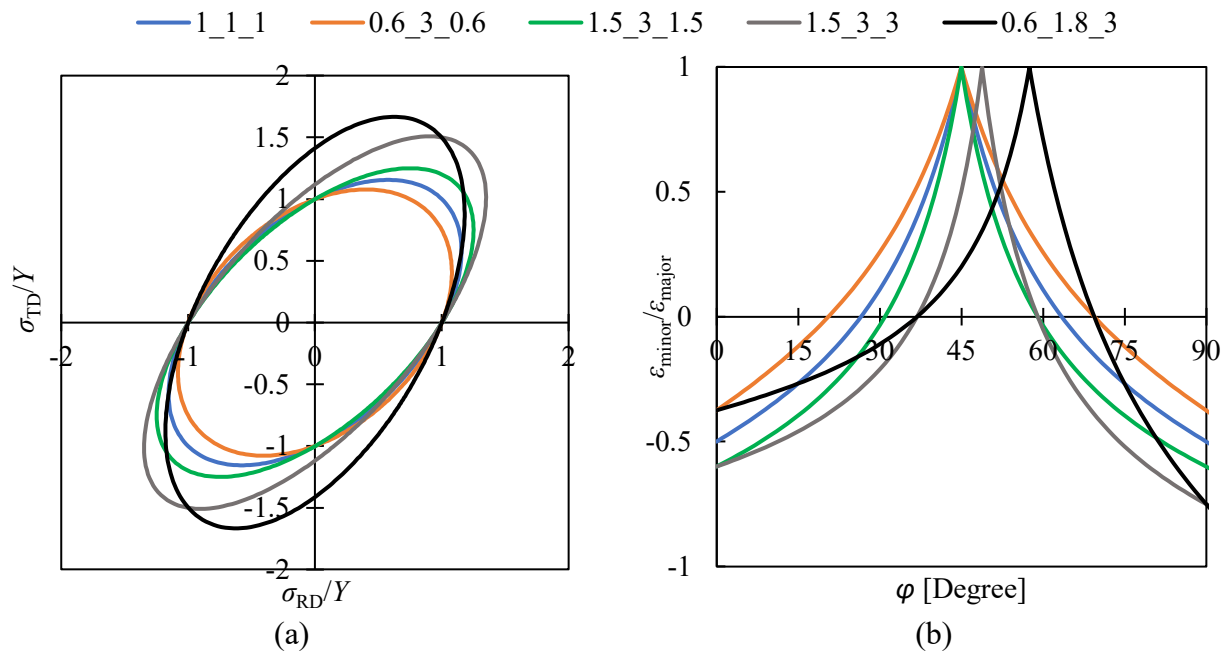 1_1_1 0.6_3_0.6 1.5_3_1.5 1.5_3_3 0.6_1.8_3
2
1.5
1
0.5
0
-0.5
-1
-1.5
-2
-2 -1 0 1 2
σTD/Y
σRD/Y
(a)
1
0.5
0
-0.5
-1
0 15 30 45 60 75 90
εminor/εmajor
φ [Degree]
(b)